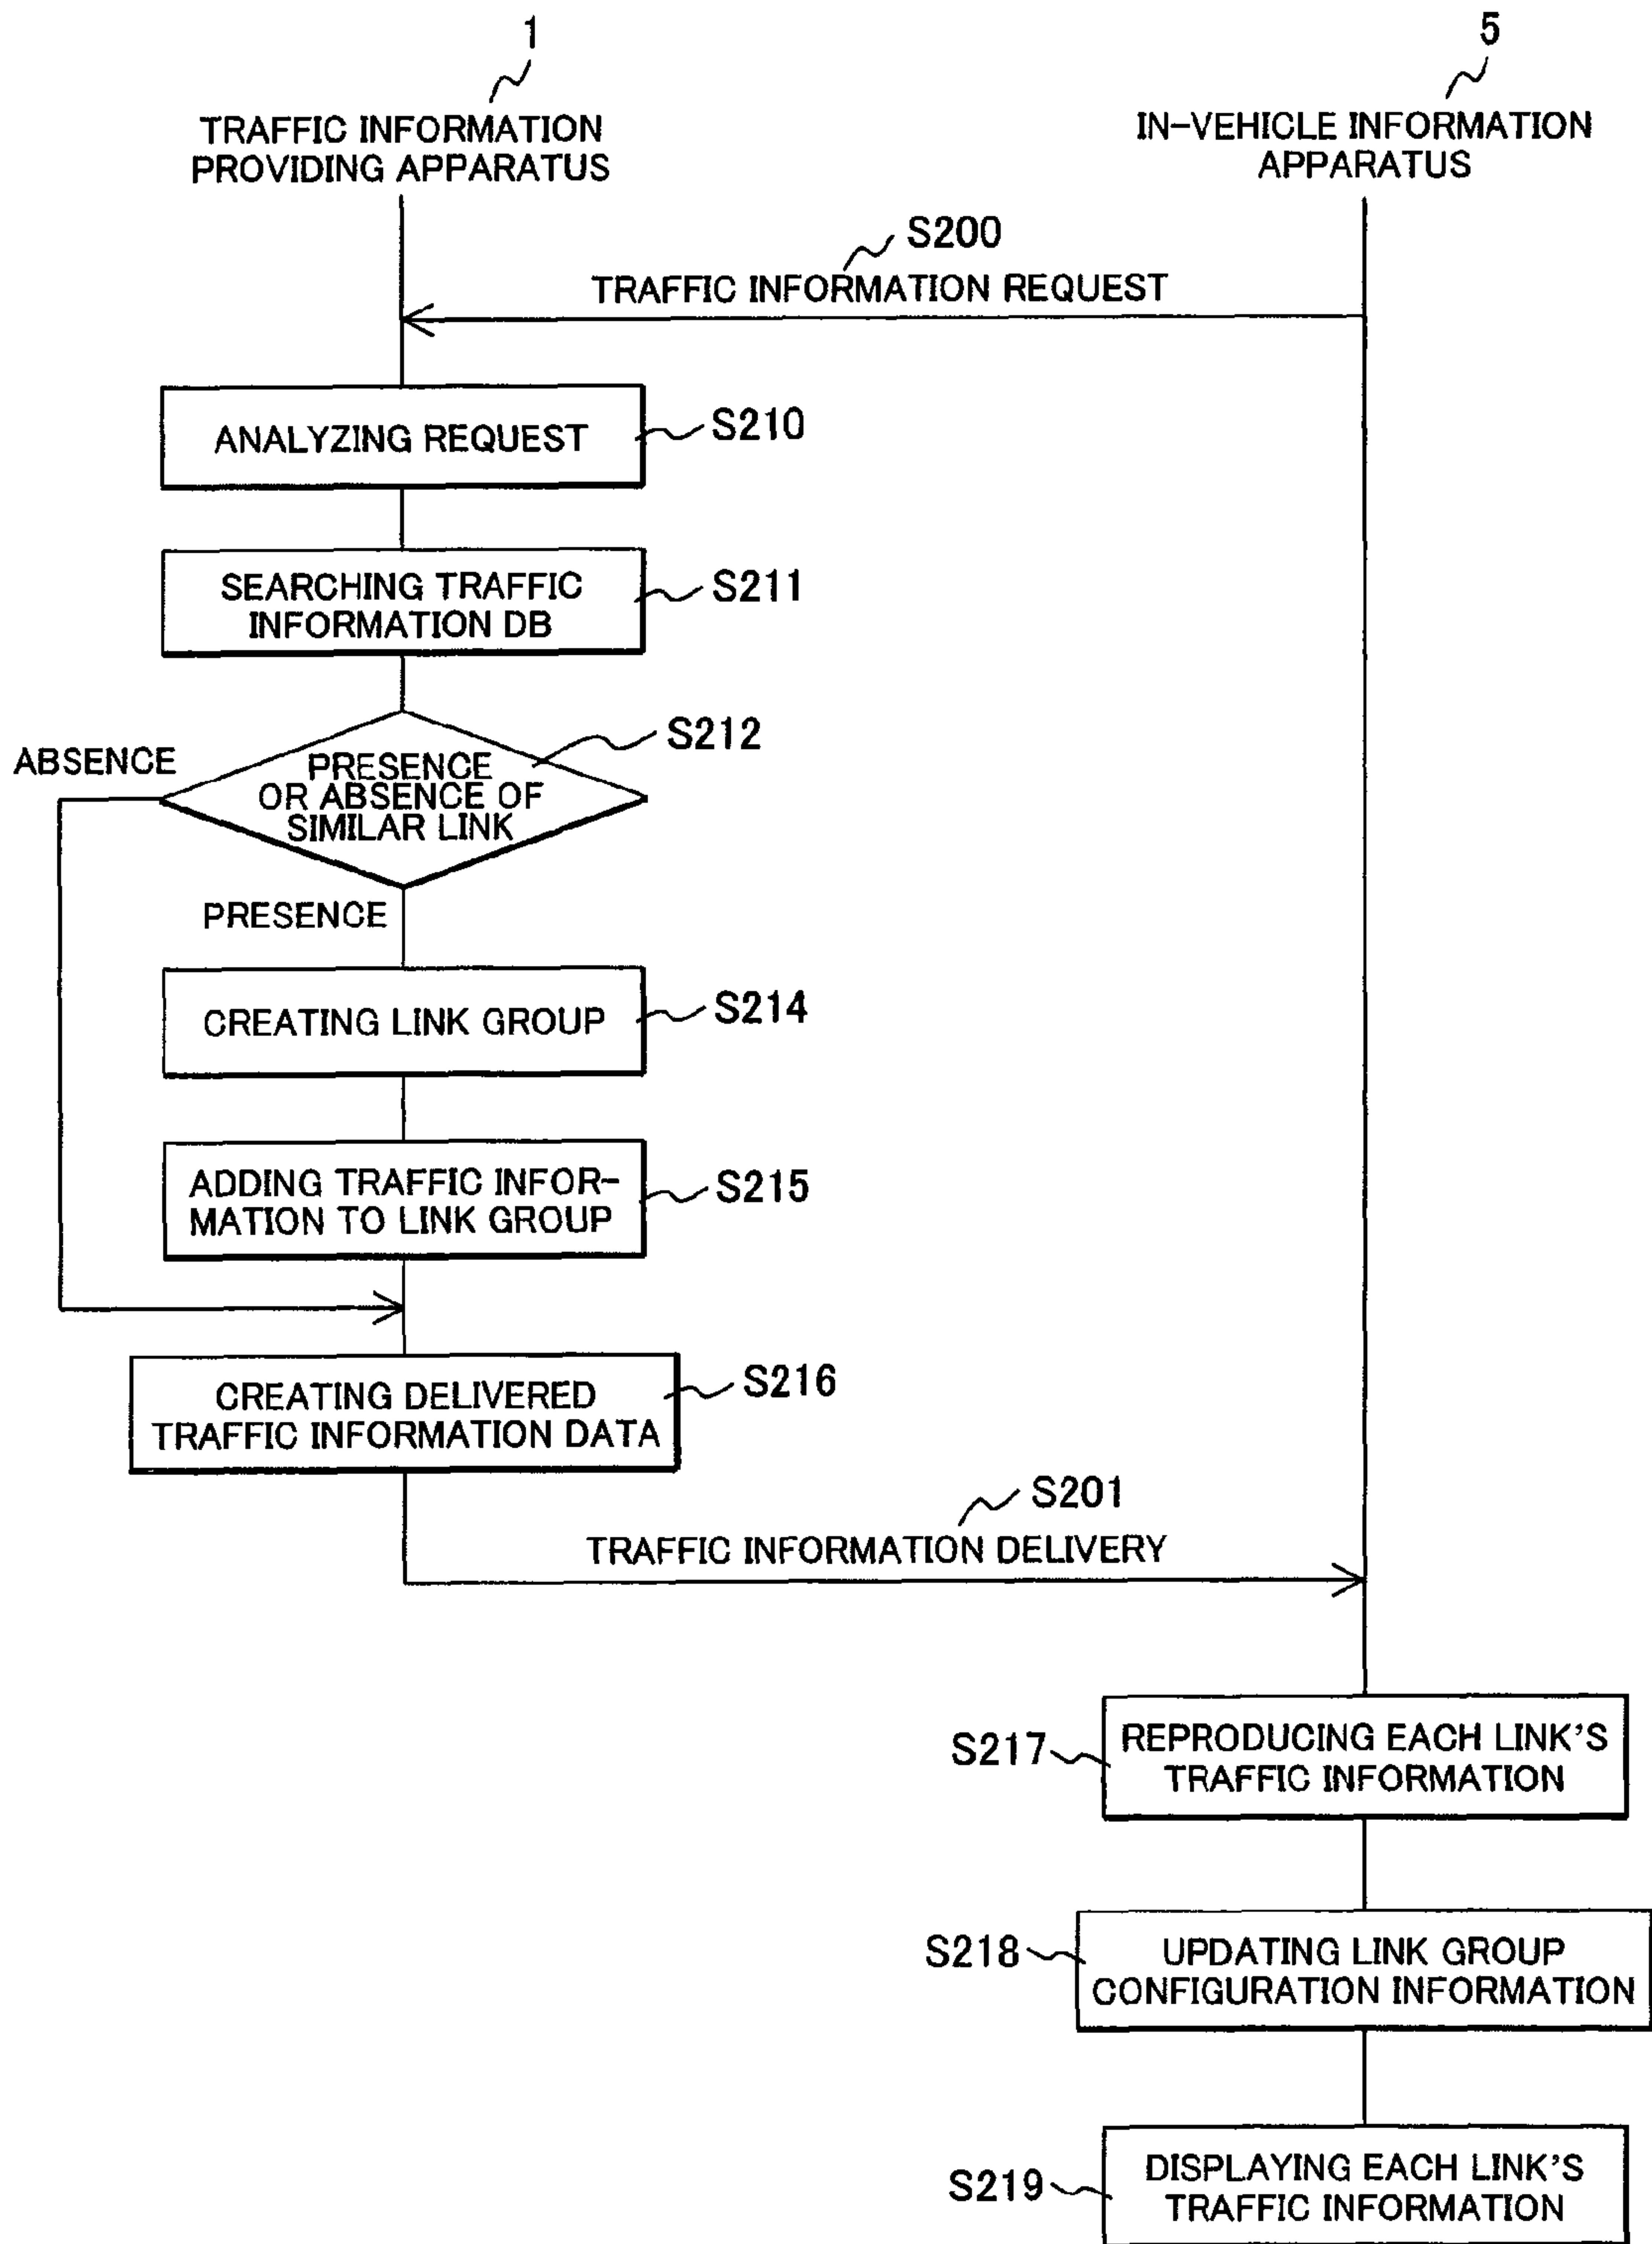 1
5
TRAFFIC INFORMATION
PROVIDING APPARATUS
IN-VEHICLE INFORMATION
APPARATUS
S200
TRAFFIC INFORMATION REQUEST
ANALYZING REQUEST
S210
SEARCHING TRAFFIC
INFORMATION DB
S211
S212
ABSENCE
PRESENCE
OR ABSENCE OF
SIMILAR LINK
PRESENCE
CREATING LINK GROUP
S214
ADDING TRAFFIC INFOR-
MATION TO LINK GROUP
S215
CREATING DELIVERED
TRAFFIC INFORMATION DATA
S216
S201
TRAFFIC INFORMATION DELIVERY
S217
REPRODUCING EACH LINK'S
TRAFFIC INFORMATION
S218
UPDATING LINK GROUP
CONFIGURATION INFORMATION
S219
DISPLAYING EACH LINK'S
TRAFFIC INFORMATION